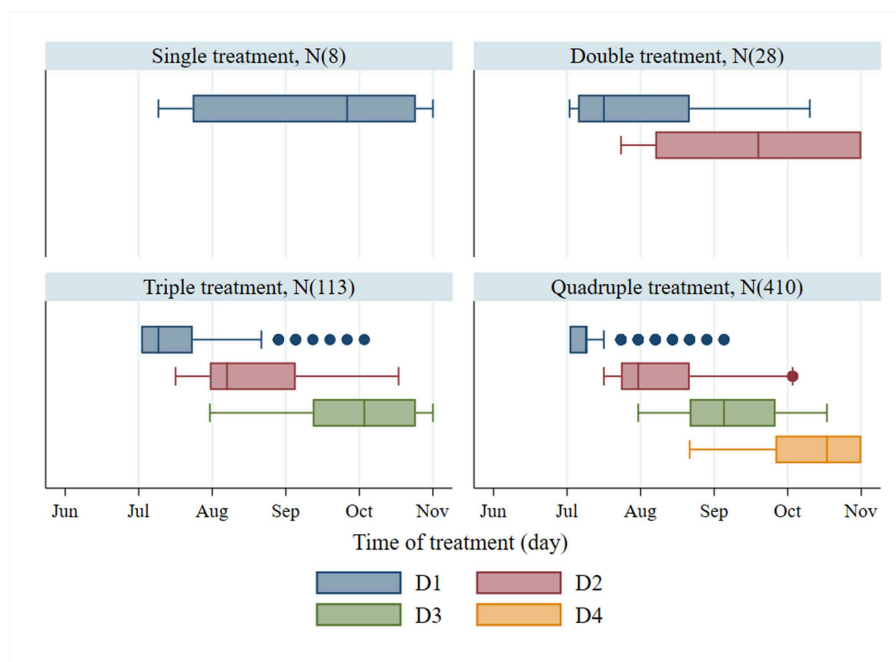 Single treatment, N(8)
Double treatment, N(28)
Triple treatment, N(113)
Quadruple treatment, N(410)
Jun Jul Aug Sep Oct Nov
Jun Jul Aug Sep Oct Nov
Time of treatment (day)
D1 D2
D3 D4